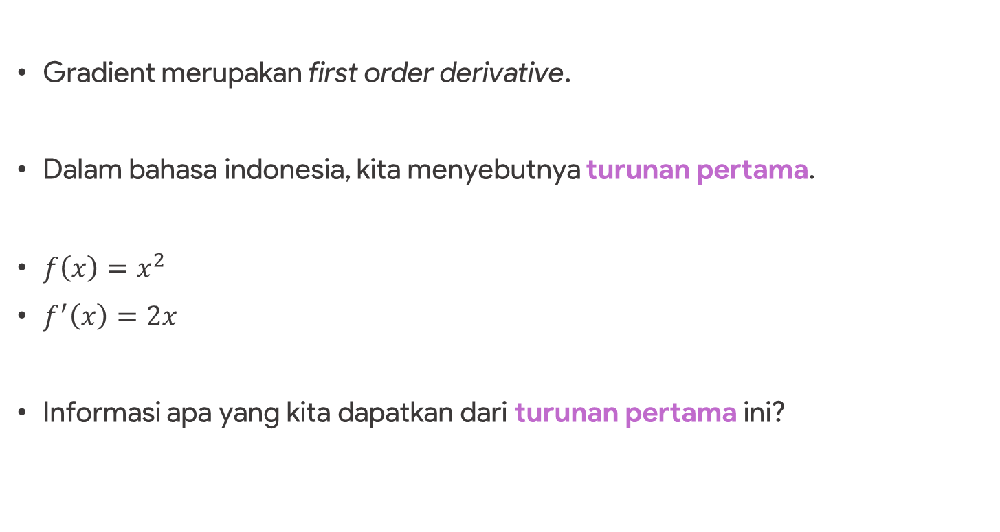 • Gradient merupakan first order derivative.
• Dalam bahasa indonesia, kita menyebutnya turunan pertama.
• f(x) = x²
• f′(x) = 2x
• Informasi apa yang kita dapatkan dari turunan pertama ini?